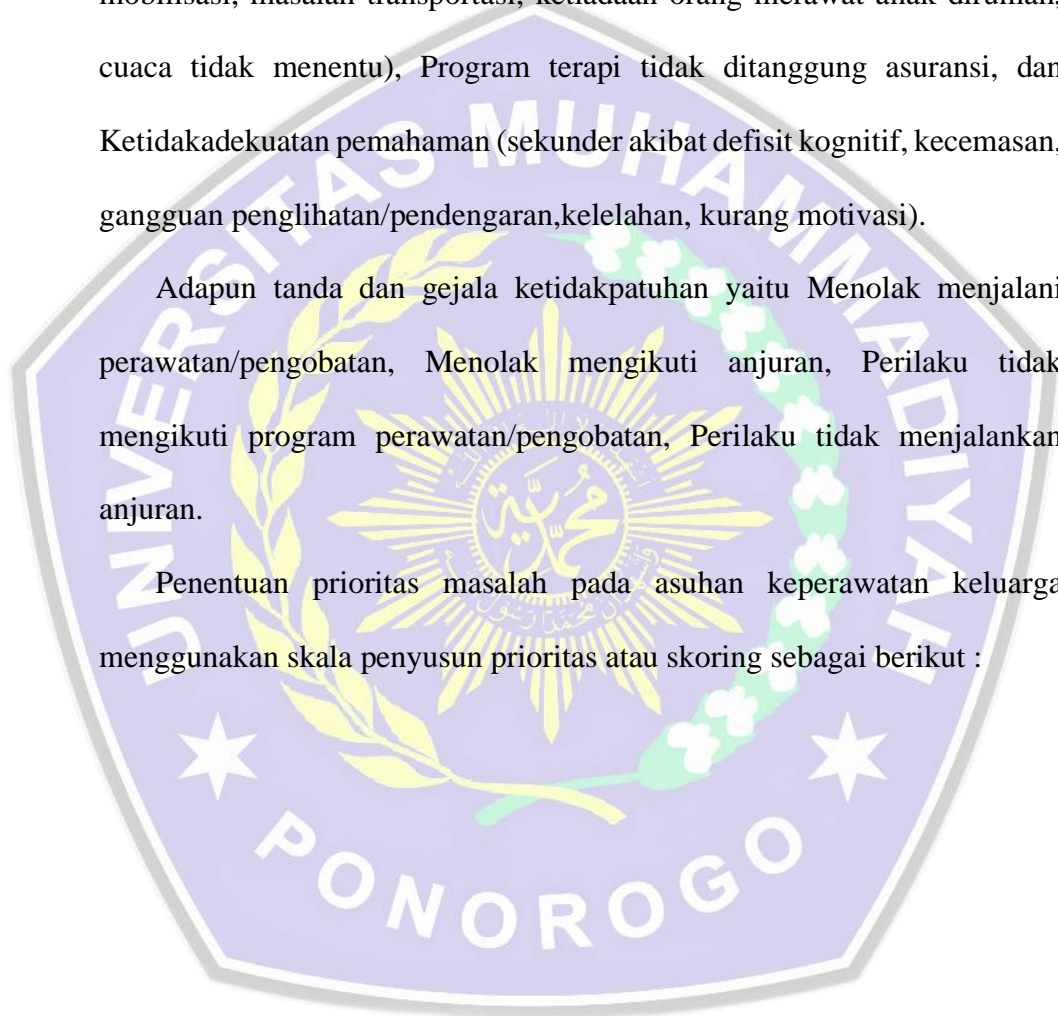 mobilisasi, masalah transportasi, ketiadaan orang merawat anak dirumah,
cuaca tidak menentu), Program terapi tidak ditanggung asuransi, dan
Ketidakadekuatan pemahaman (sekunder akibat defisit kognitif, kecemasan,
gangguan penglihatan/pendengaran,kelelahan, kurang motivasi).
Adapun tanda dan gejala ketidakpatuhan yaitu Menolak menjalani
perawatan/pengobatan, Menolak mengikuti anjuran, Perilaku tidak
mengikuti program perawatan/pengobatan, Perilaku tidak menjalankan
anjuran.
Penentuan prioritas masalah pada asuhan keperawatan keluarga
menggunakan skala penyusun prioritas atau skoring sebagai berikut :
UNIVERSITAS MUHAMMADIYAH
PONOROGO
محمدية